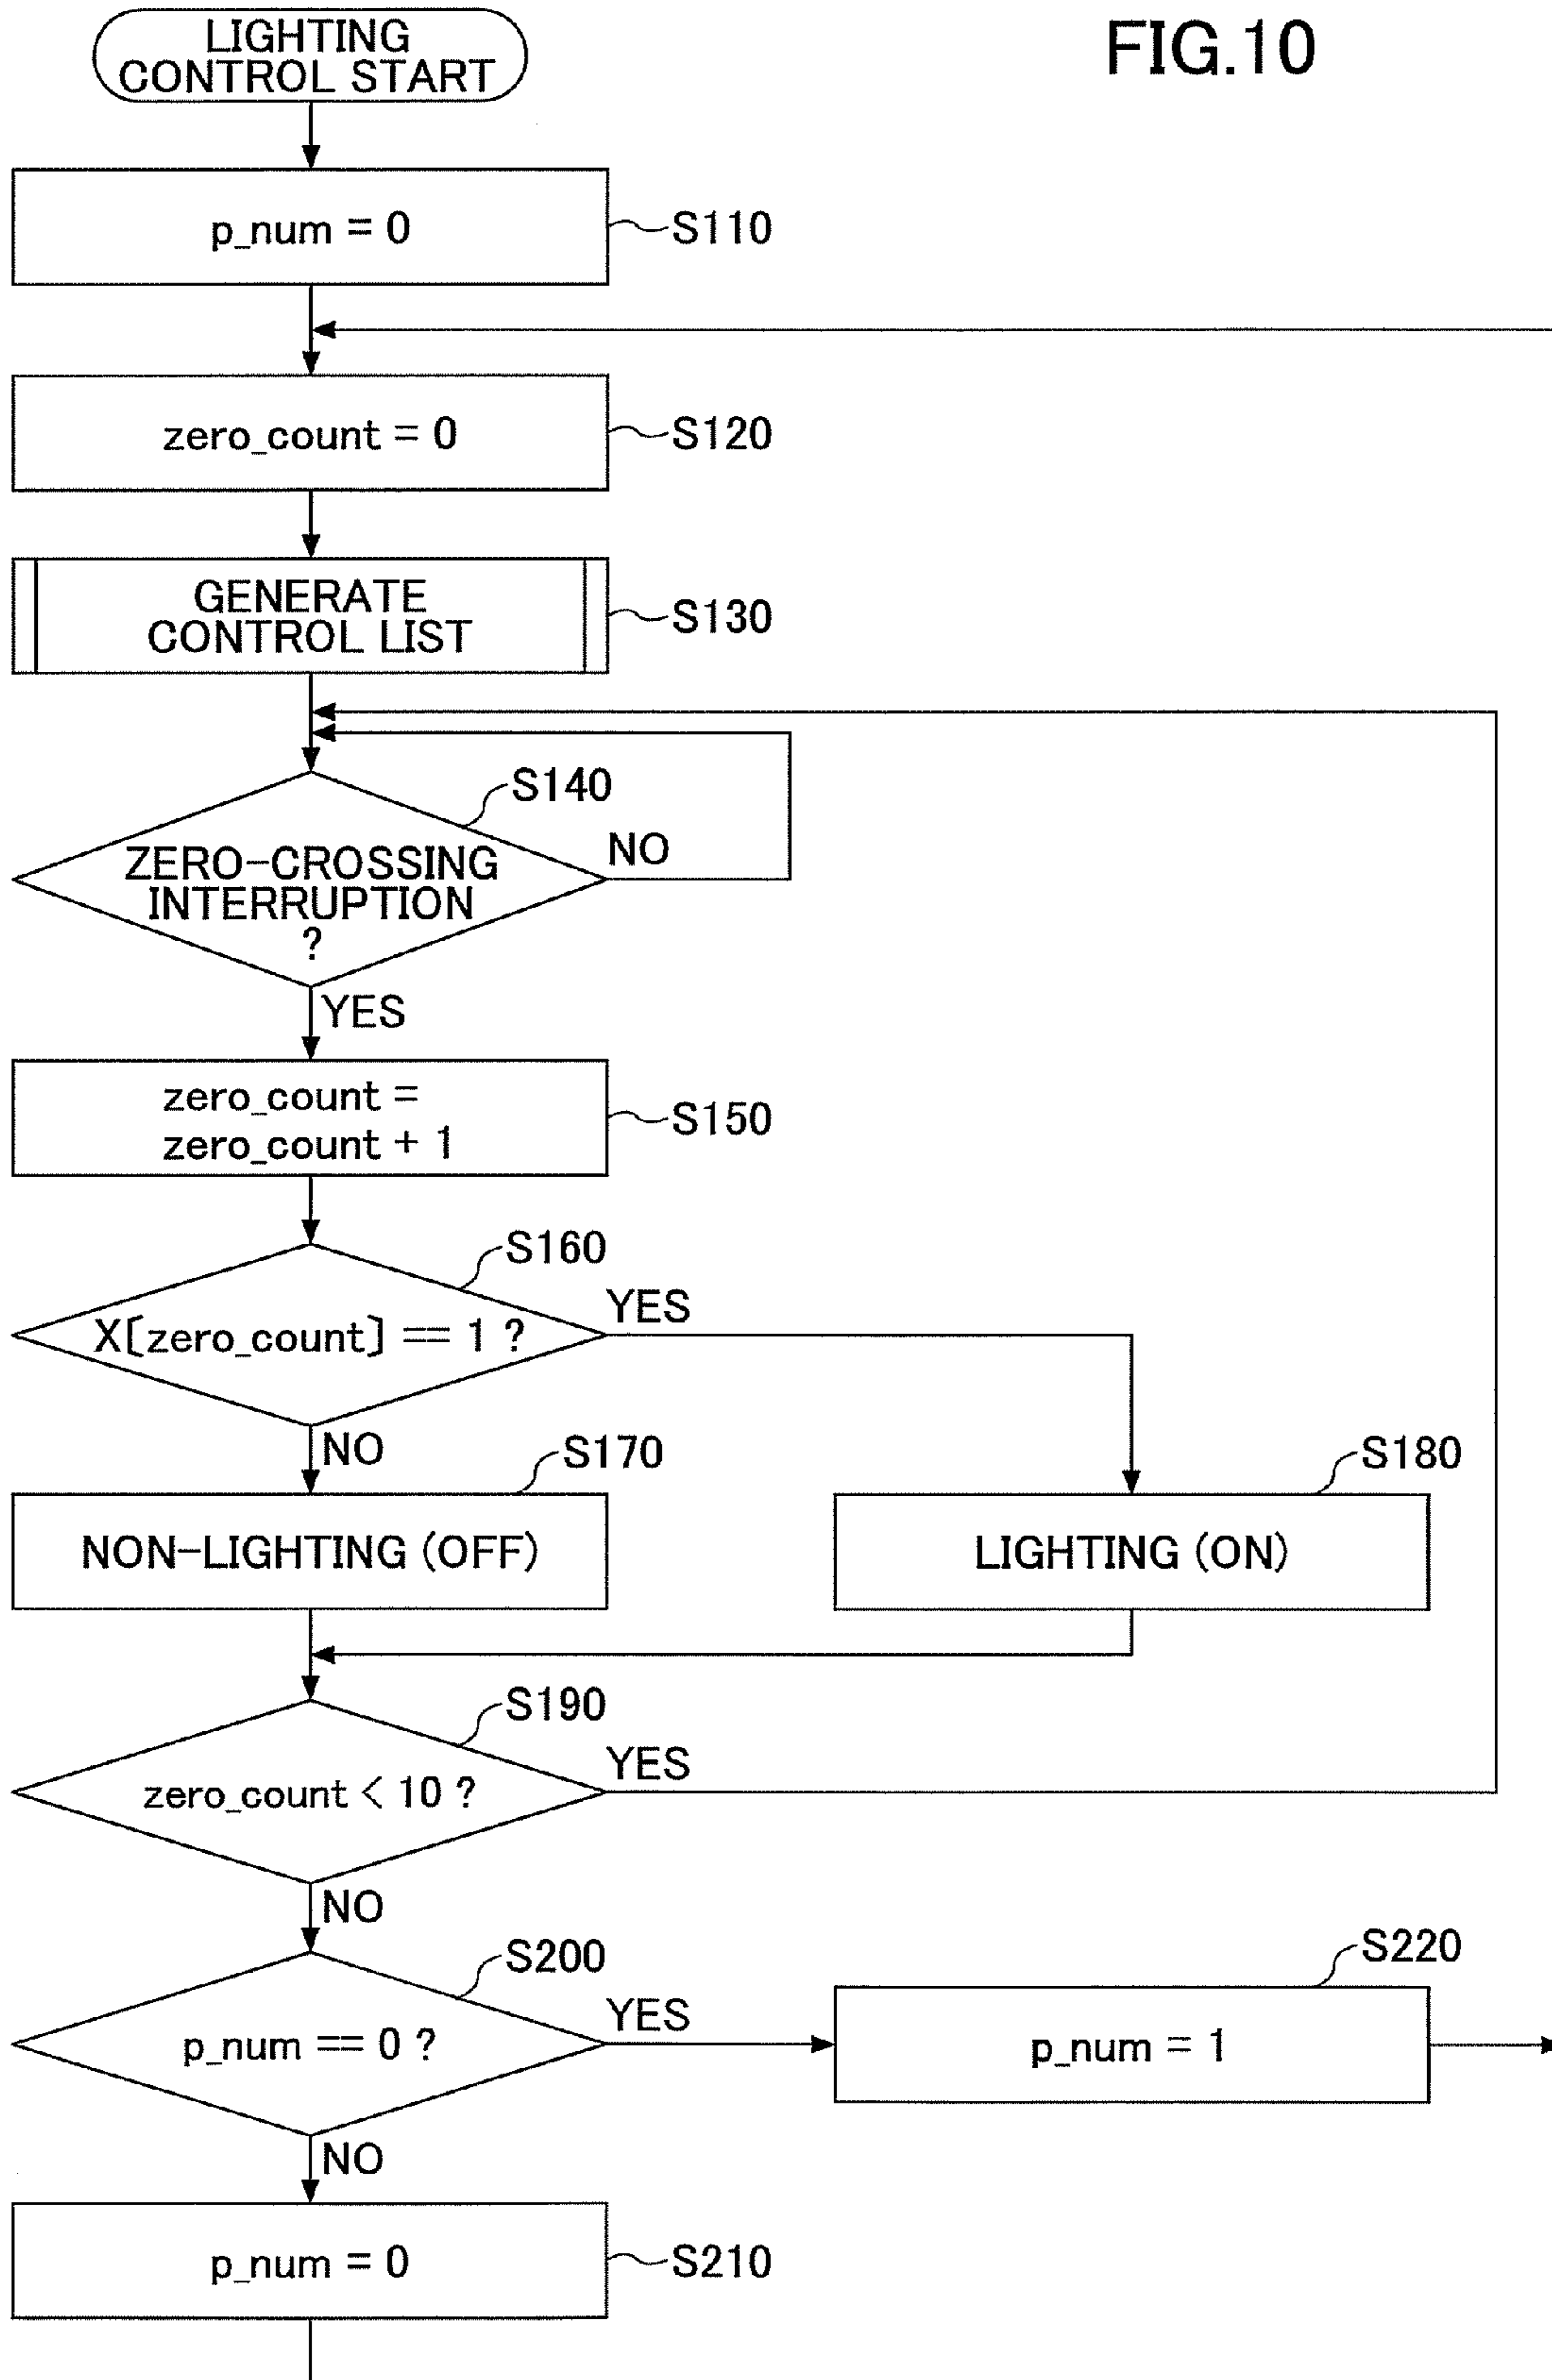 FIG.10
LIGHTING
CONTROL START
p_num = 0
S110
zero_count = 0
S120
GENERATE
CONTROL LIST
S130
S140
ZERO-CROSSING
INTERRUPTION
?
NO
YES
zero_count =
zero_count + 1
S150
S160
X[zero_count] == 1 ?
YES
NO
S170
S180
NON-LIGHTING (OFF)
LIGHTING (ON)
S190
zero_count < 10 ?
YES
NO
S200
S220
p_num == 0 ?
YES
p_num = 1
NO
p_num = 0
S210